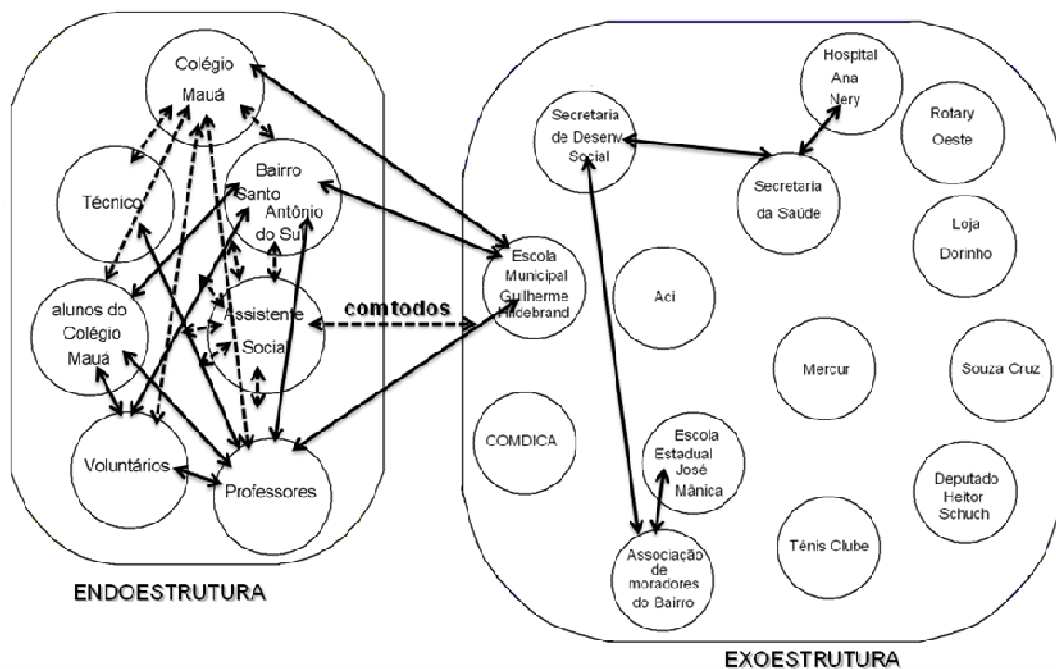 Colégio
Mauá
Técnico
Bairro
Santo
Antônio
do Sul
alunos do
Colégio
Mauá
Assistente
Social
Voluntários
Professores
ENDOESTRUTURA
comtodos
Secretaria
de Desenv
Social
Hospital
Ana
Nery
Rotary
Oeste
Secretaria
da Saúde
Loja
Dorinho
Escola
Municipal
Guilherme
Hildebrand
Aci
Mercur
Souza Cruz
COMDICA
Escola
Estadual
José
Mânica
Deputado
Heitor
Schuch
Tênis Clube
Associação
de
moradores
do Bairro
EXOESTRUTURA